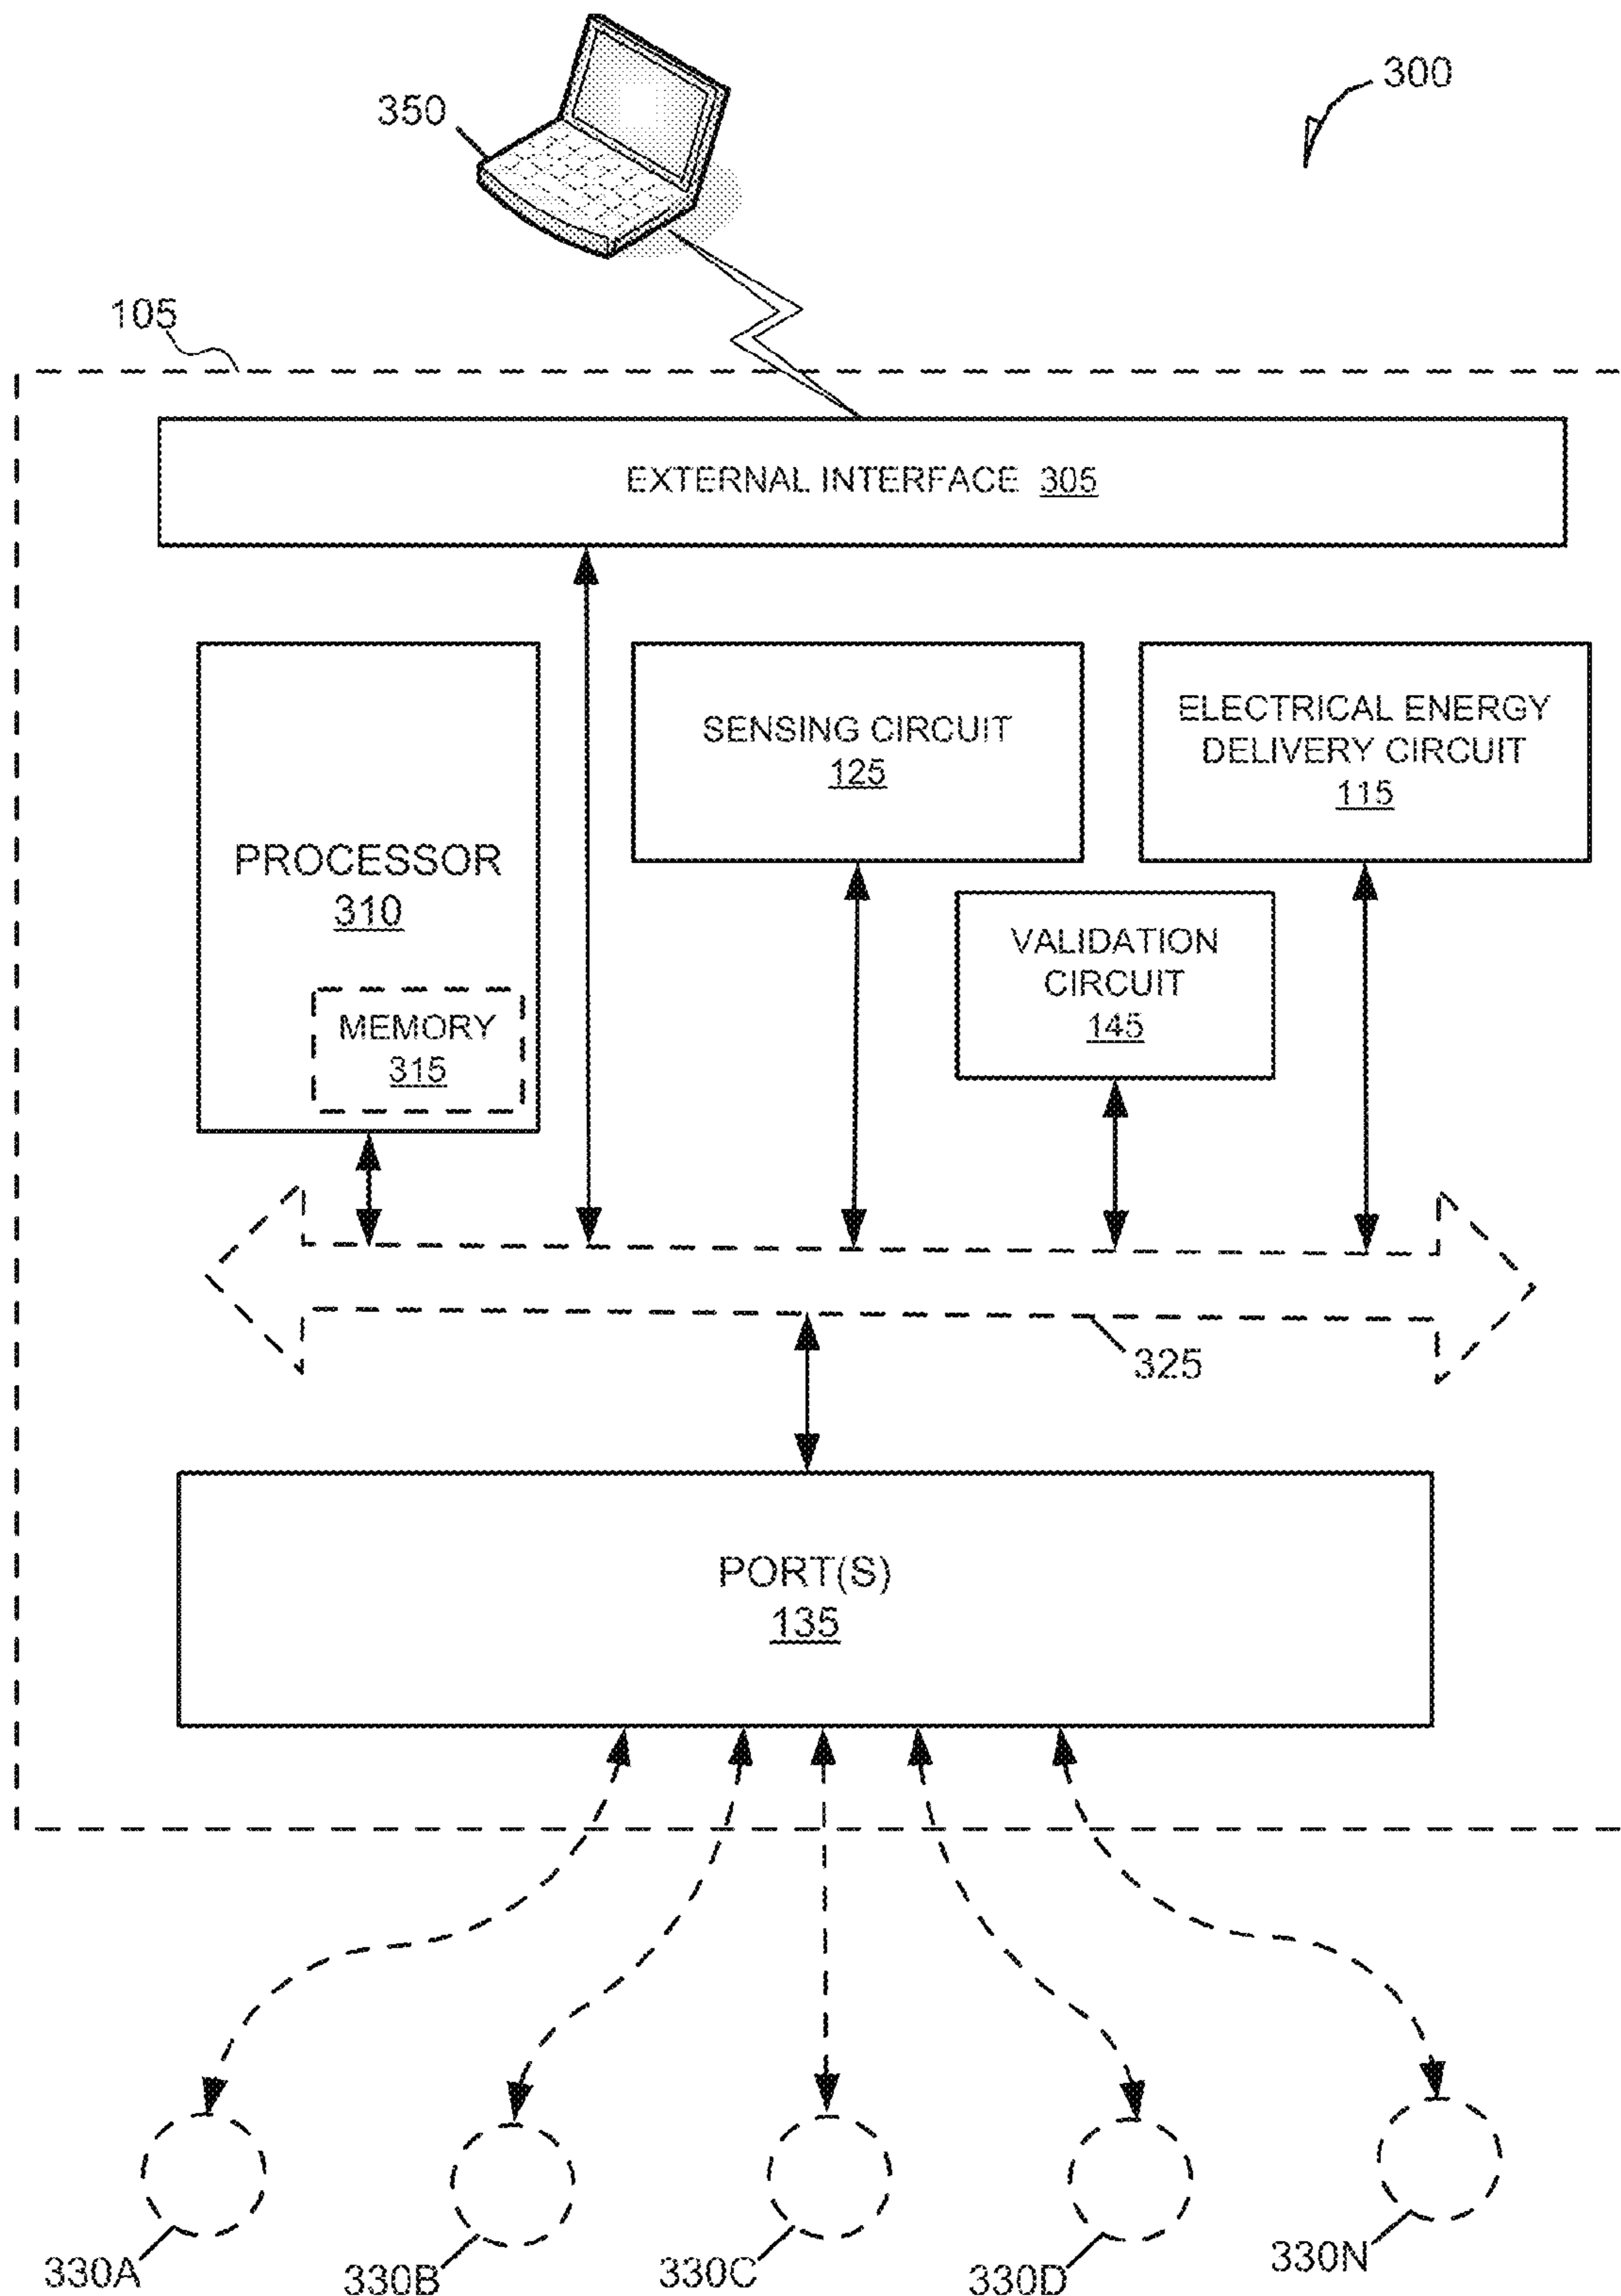 300
350
105
EXTERNAL INTERFACE 305
PROCESSOR
310
MEMORY
315
SENSING CIRCUIT
125
ELECTRICAL ENERGY
DELIVERY CIRCUIT
115
VALIDATION
CIRCUIT
145
325
PORT(S)
135
330A
330B
330C
330D
330N